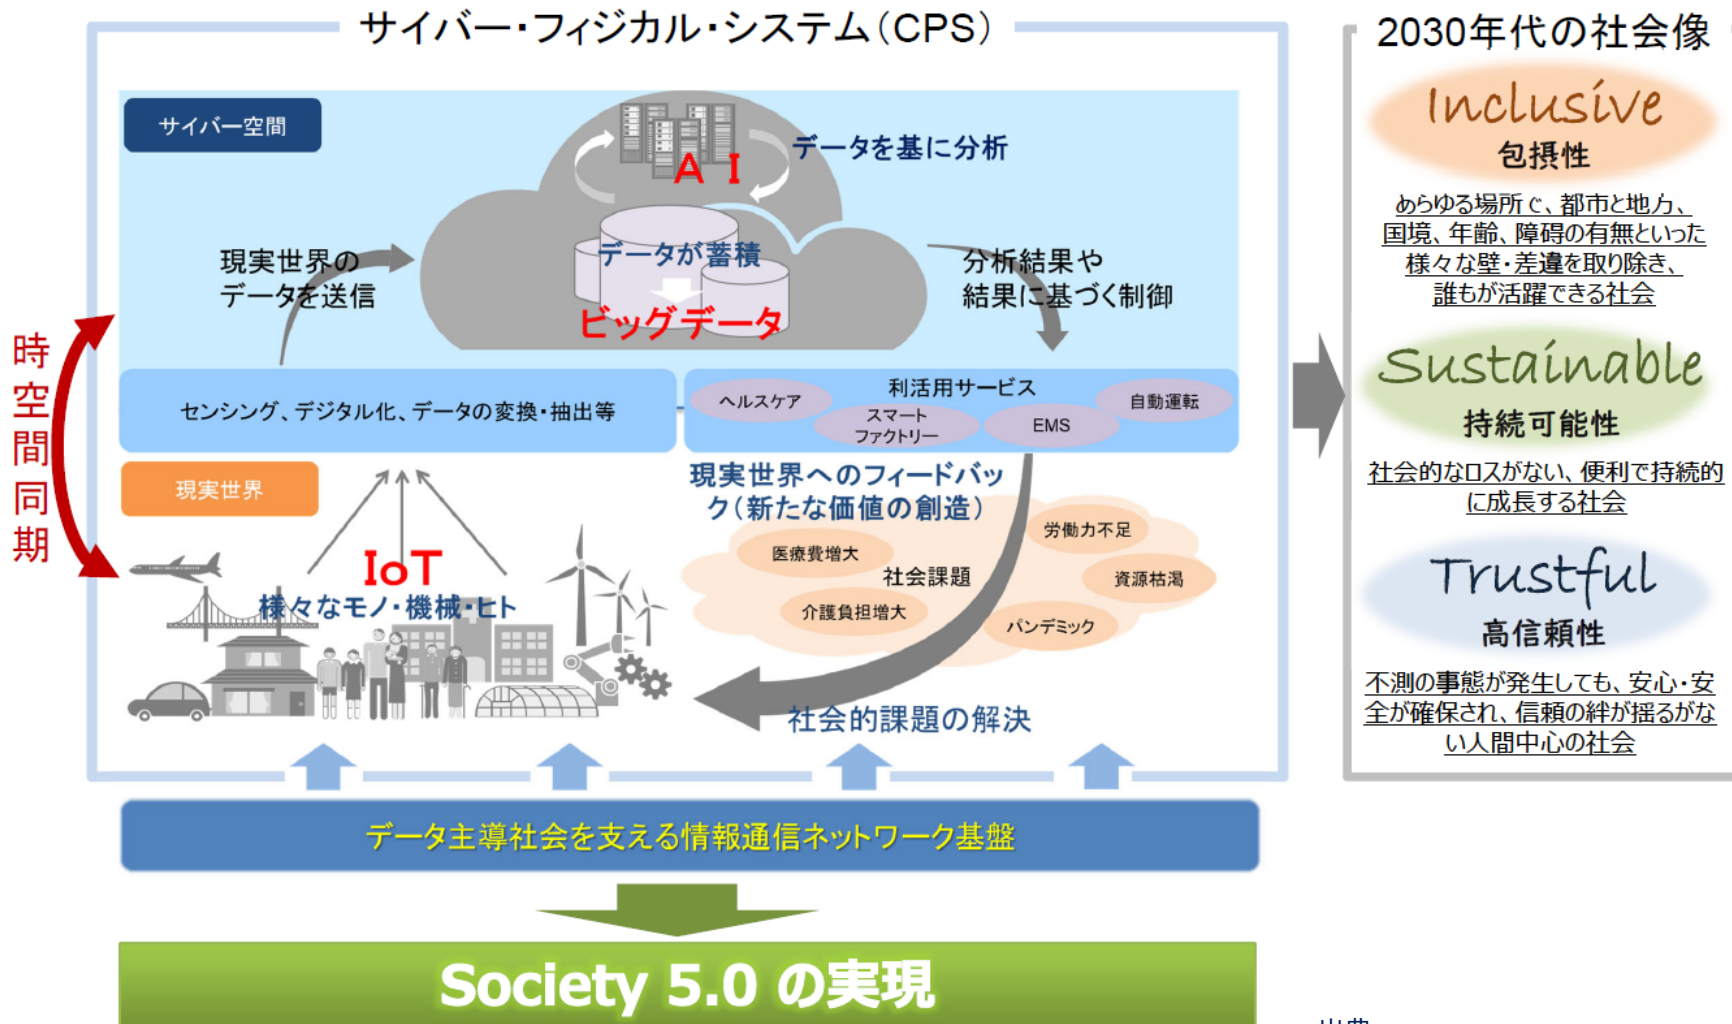 サイバー・フィジカル・システム（CPS）
サイバー空間
データを基に分析
ＡＩ
データが蓄積
ビッグデータ
現実世界の
データを送信
分析結果や
結果に基づく制御
時空間同期
センシング、デジタル化、データの変換・抽出等
利活用サービス
ヘルスケア
スマート
ファクトリー
EMS
自動運転
現実世界
現実世界へのフィードバッ
ク（新たな価値の創造）
IoT
様々なモノ・機械・ヒト
医療費増大
社会課題
介護負担増大
労働力不足
資源枯渇
パンデミック
社会的課題の解決
データ主導社会を支える情報通信ネットワーク基盤
Society 5.0 の実現
2030年代の社会像
Inclusive
包摂性
あらゆる場所で、都市と地方、
国境、年齢、障碍の有無といった
様々な壁・差違を取り除き、
誰もが活躍できる社会
Sustainable
持続可能性
社会的なロスがない、便利で持続的
に成長する社会
Trustful
高信頼性
不測の事態が発生しても、安心・安
全が確保され、信頼の絆が揺るがな
い人間中心の社会